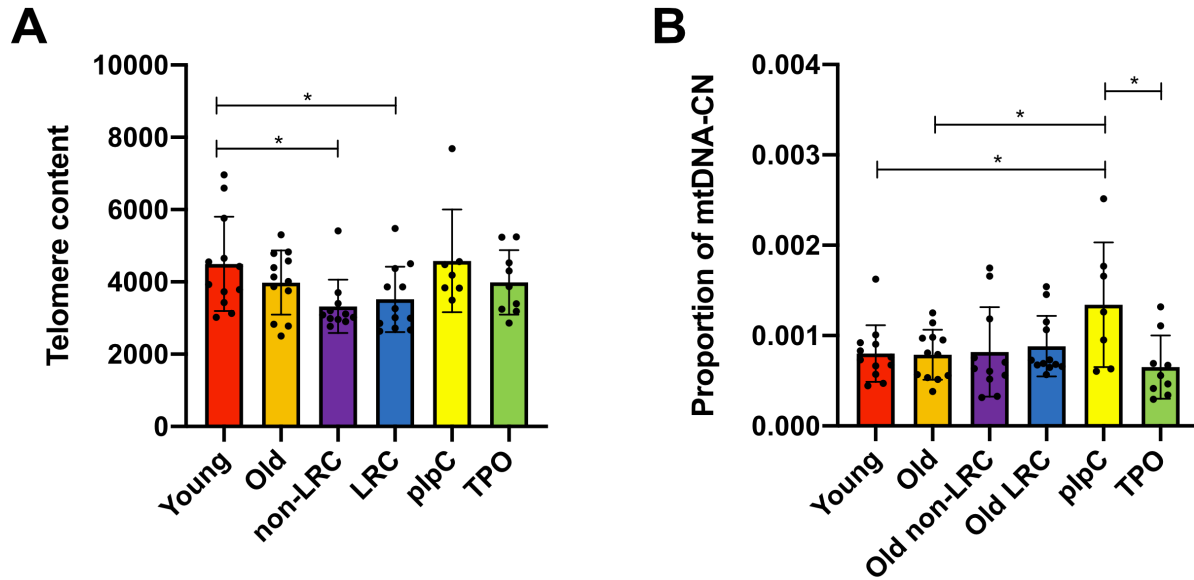 A
Telomere content
10000
8000
6000
4000
2000
0
*
*
Young
Old
non-LRC
LRC
pIpC
TPO
B
Proportion of mtDNA-CN
0.004
0.003
0.002
0.001
0.000
*
*
*
Young
Old
Old non-LRC
Old LRC
pIpC
TPO